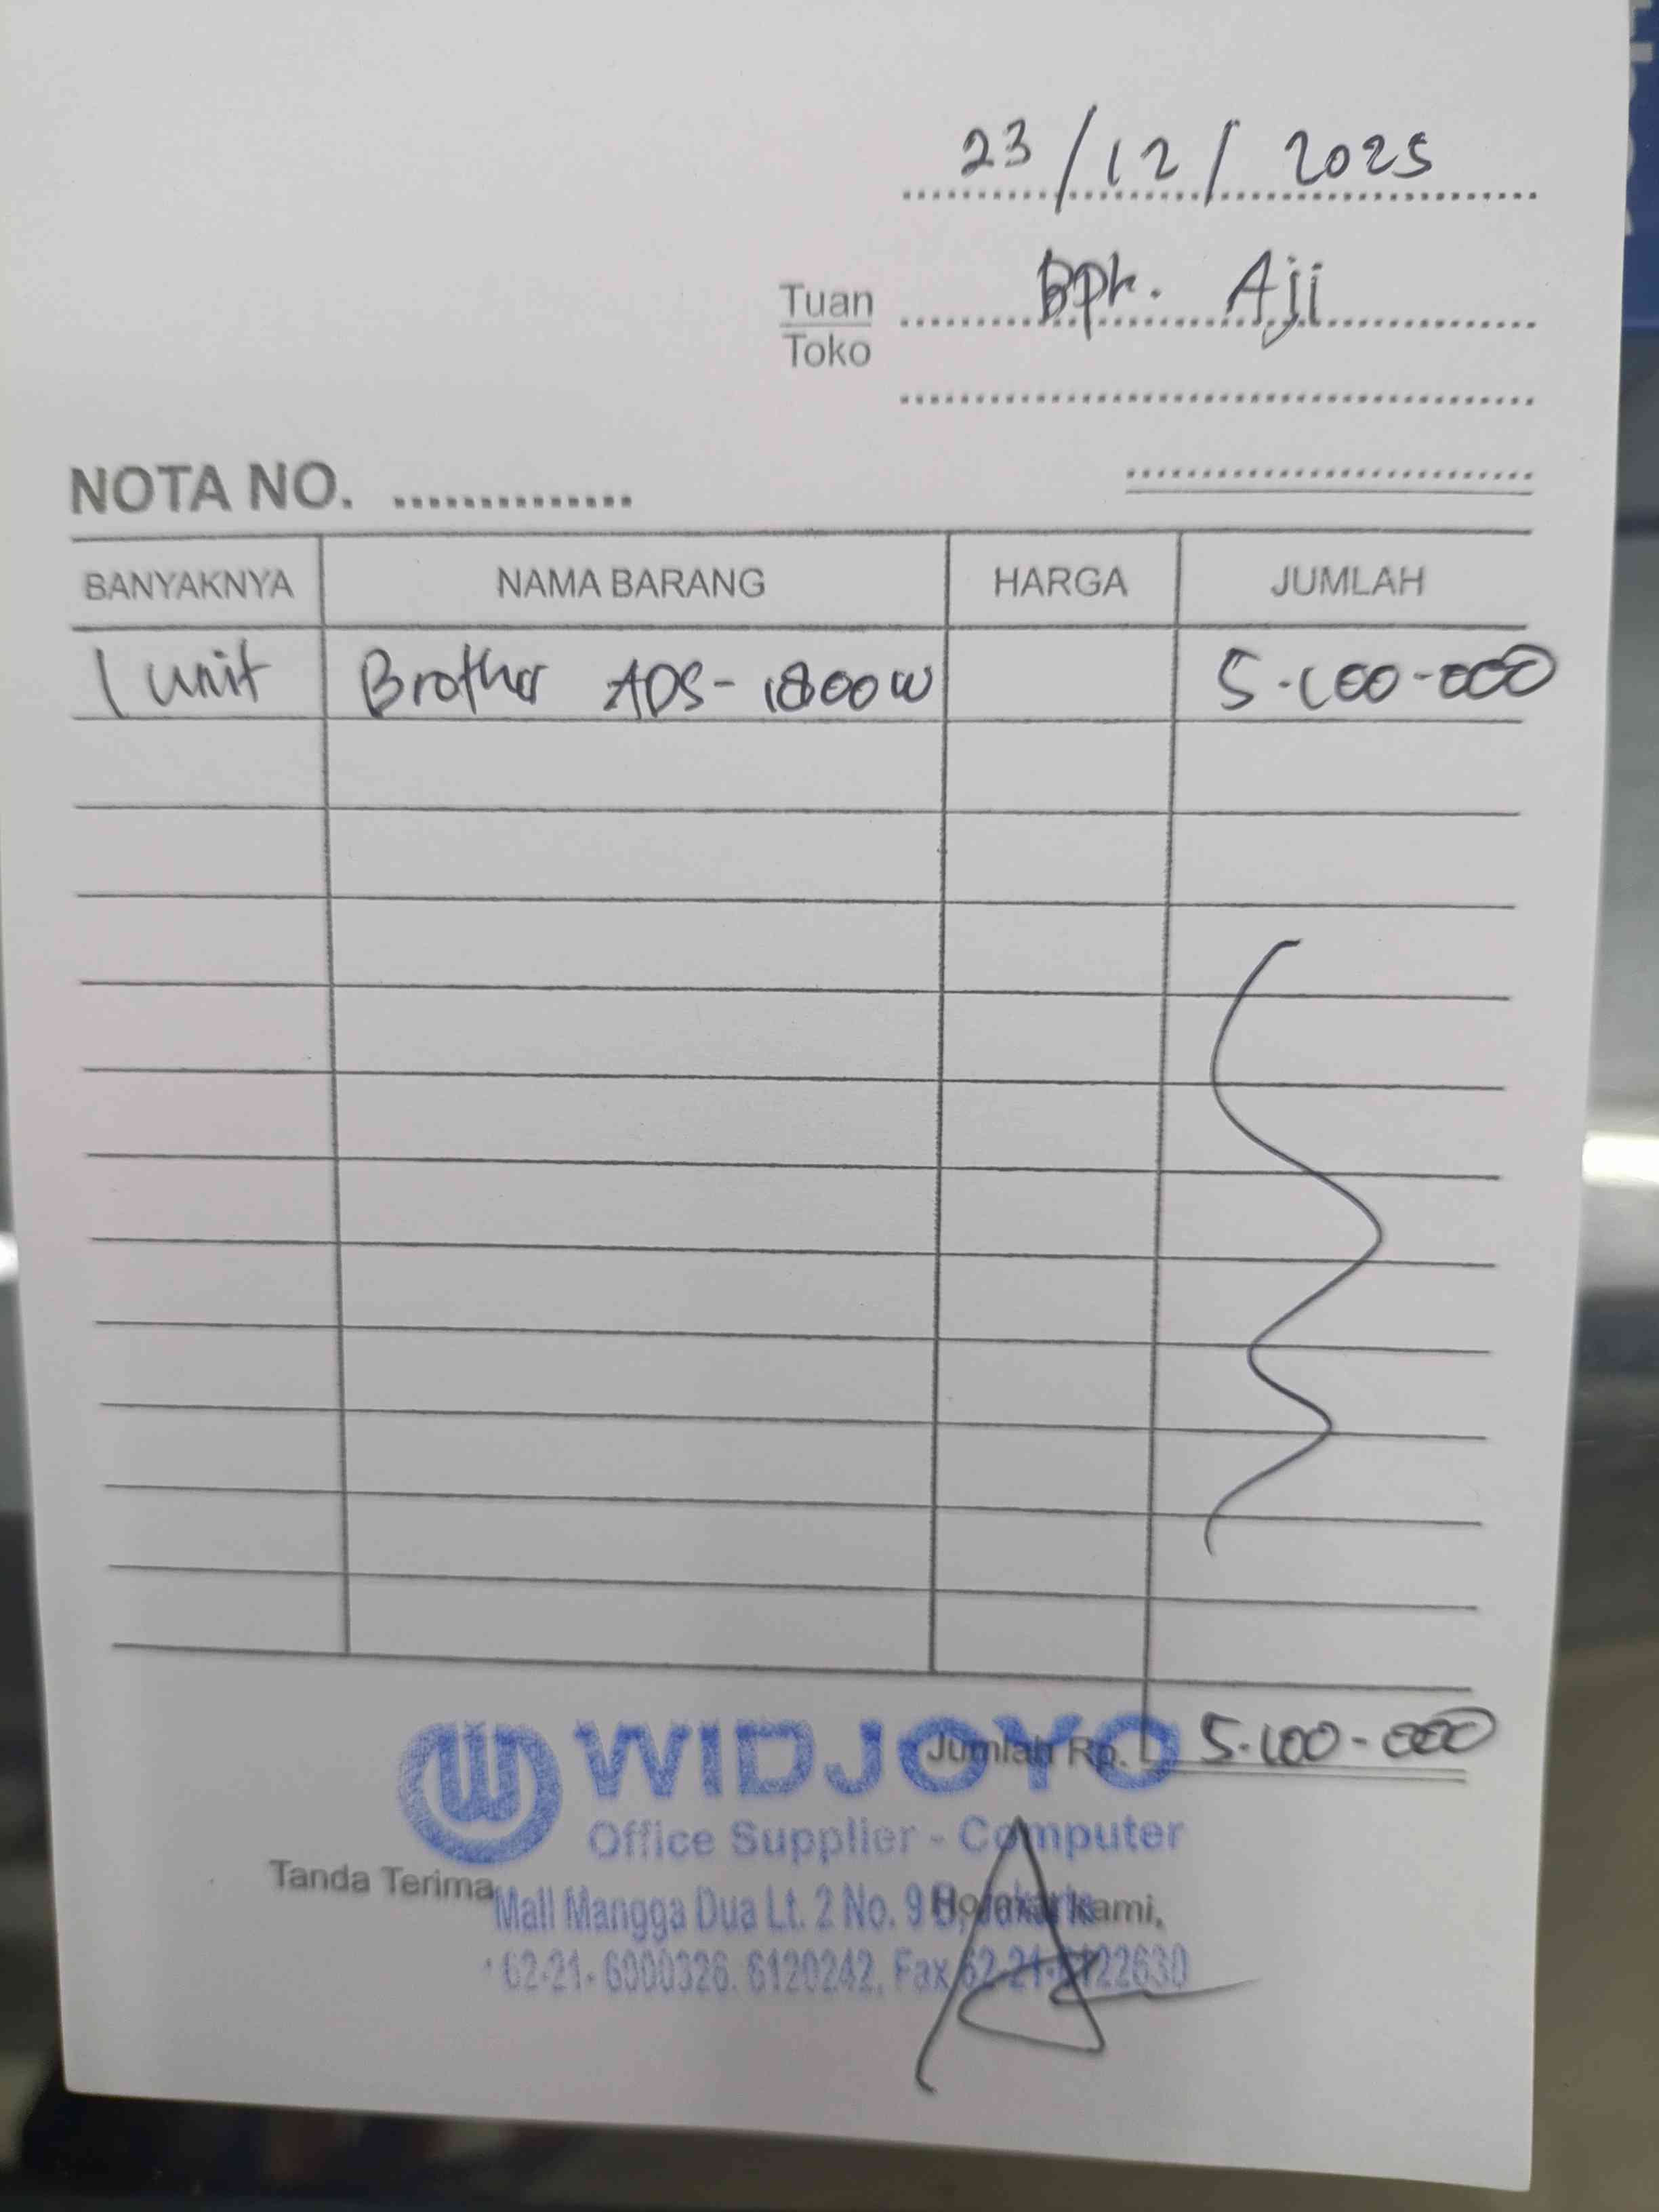 23/12/2025
Tuan
Toko
Bpk. Aji
NOTA NO. ..............
BANYAKNYA NAMA BARANG HARGA JUMLAH
1 unit Brother ADS-1800W 5.100.000
Jumlah Rp. 5.100.000
WIDJOYO
Office Supplier - Computer
Tanda Terima Hormat kami,
Mall Mangga Dua Lt. 2 No. 9 B, Jakarta
62-21- 6000326. 6120242, Fax 62-21-6122630